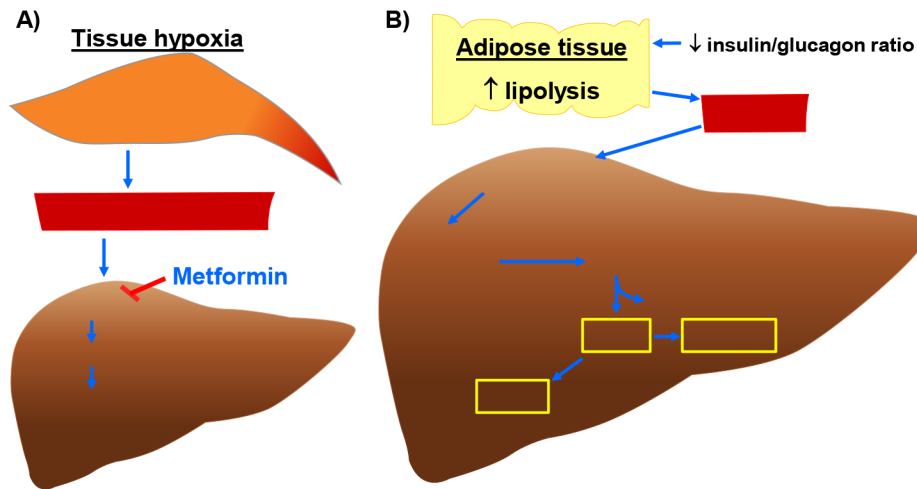 A)
Tissue hypoxia
Metformin
B)
Adipose tissue
↑ lipolysis
↓ insulin/glucagon ratio